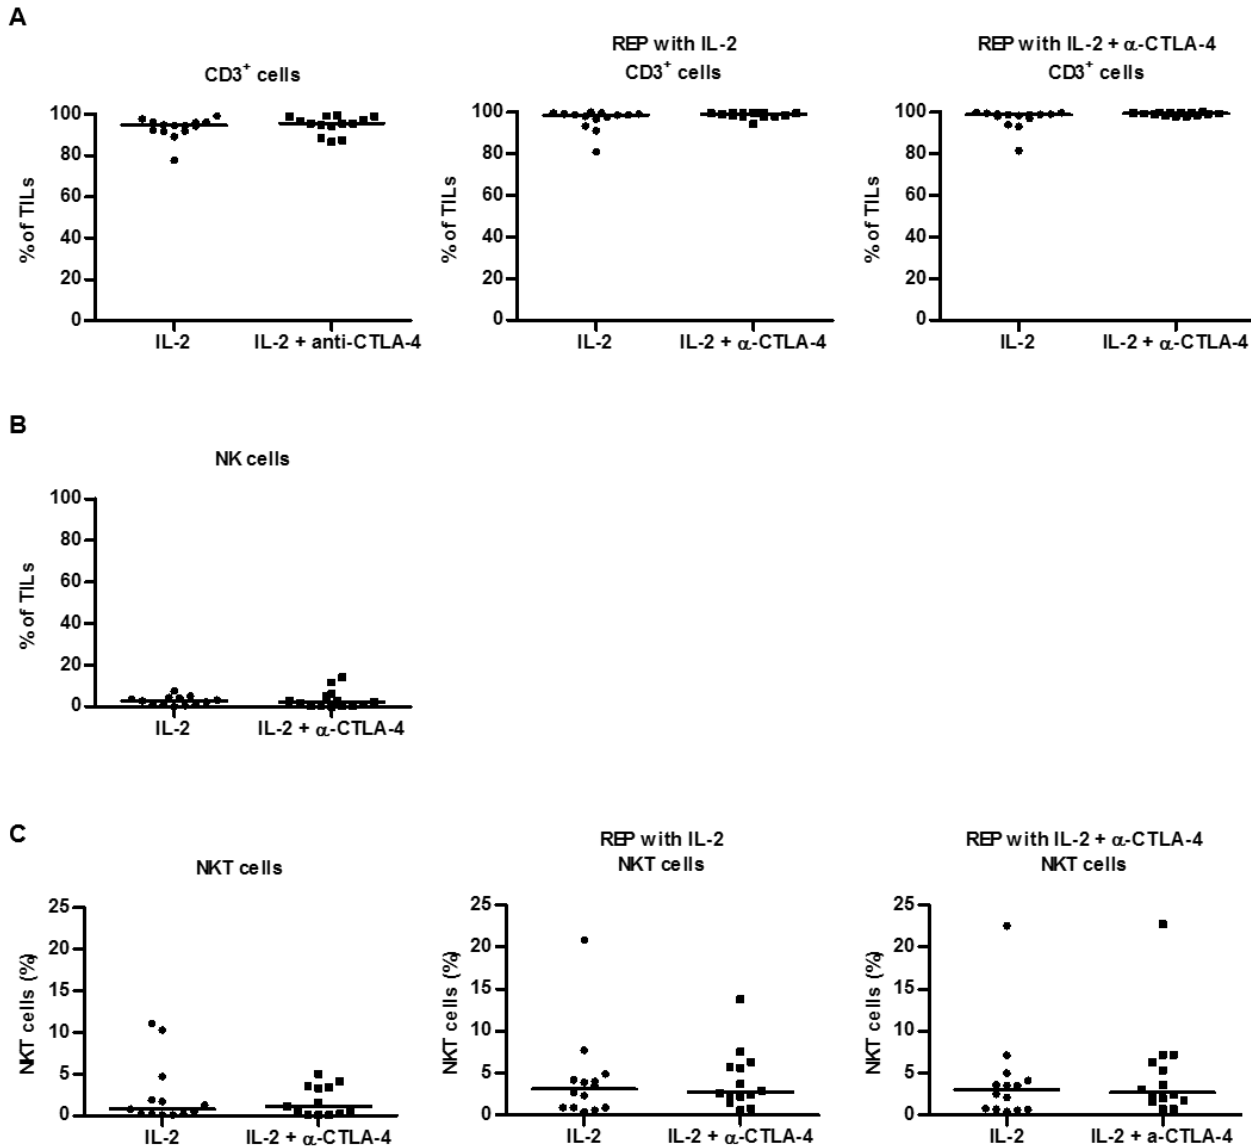 A
CD3+ cells
100
80
60
40
20
0
% of TILs
IL-2
IL-2 + anti-CTLA-4
REP with IL-2
CD3+ cells
100
80
60
40
20
0
% of TILs
IL-2
IL-2 + α-CTLA-4
REP with IL-2 + α-CTLA-4
CD3+ cells
100
80
60
40
20
0
% of TILs
IL-2
IL-2 + α-CTLA-4
B
NK cells
100
80
60
40
20
0
% of TILs
IL-2
IL-2 + α-CTLA-4
C
NKT cells
25
20
15
10
5
0
NKT cells (%)
IL-2
IL-2 + α-CTLA-4
REP with IL-2
NKT cells
25
20
15
10
5
0
NKT cells (%)
IL-2
IL-2 + α-CTLA-4
REP with IL-2 + α-CTLA-4
NKT cells
25
20
15
10
5
0
NKT cells (%)
IL-2
IL-2 + a-CTLA-4